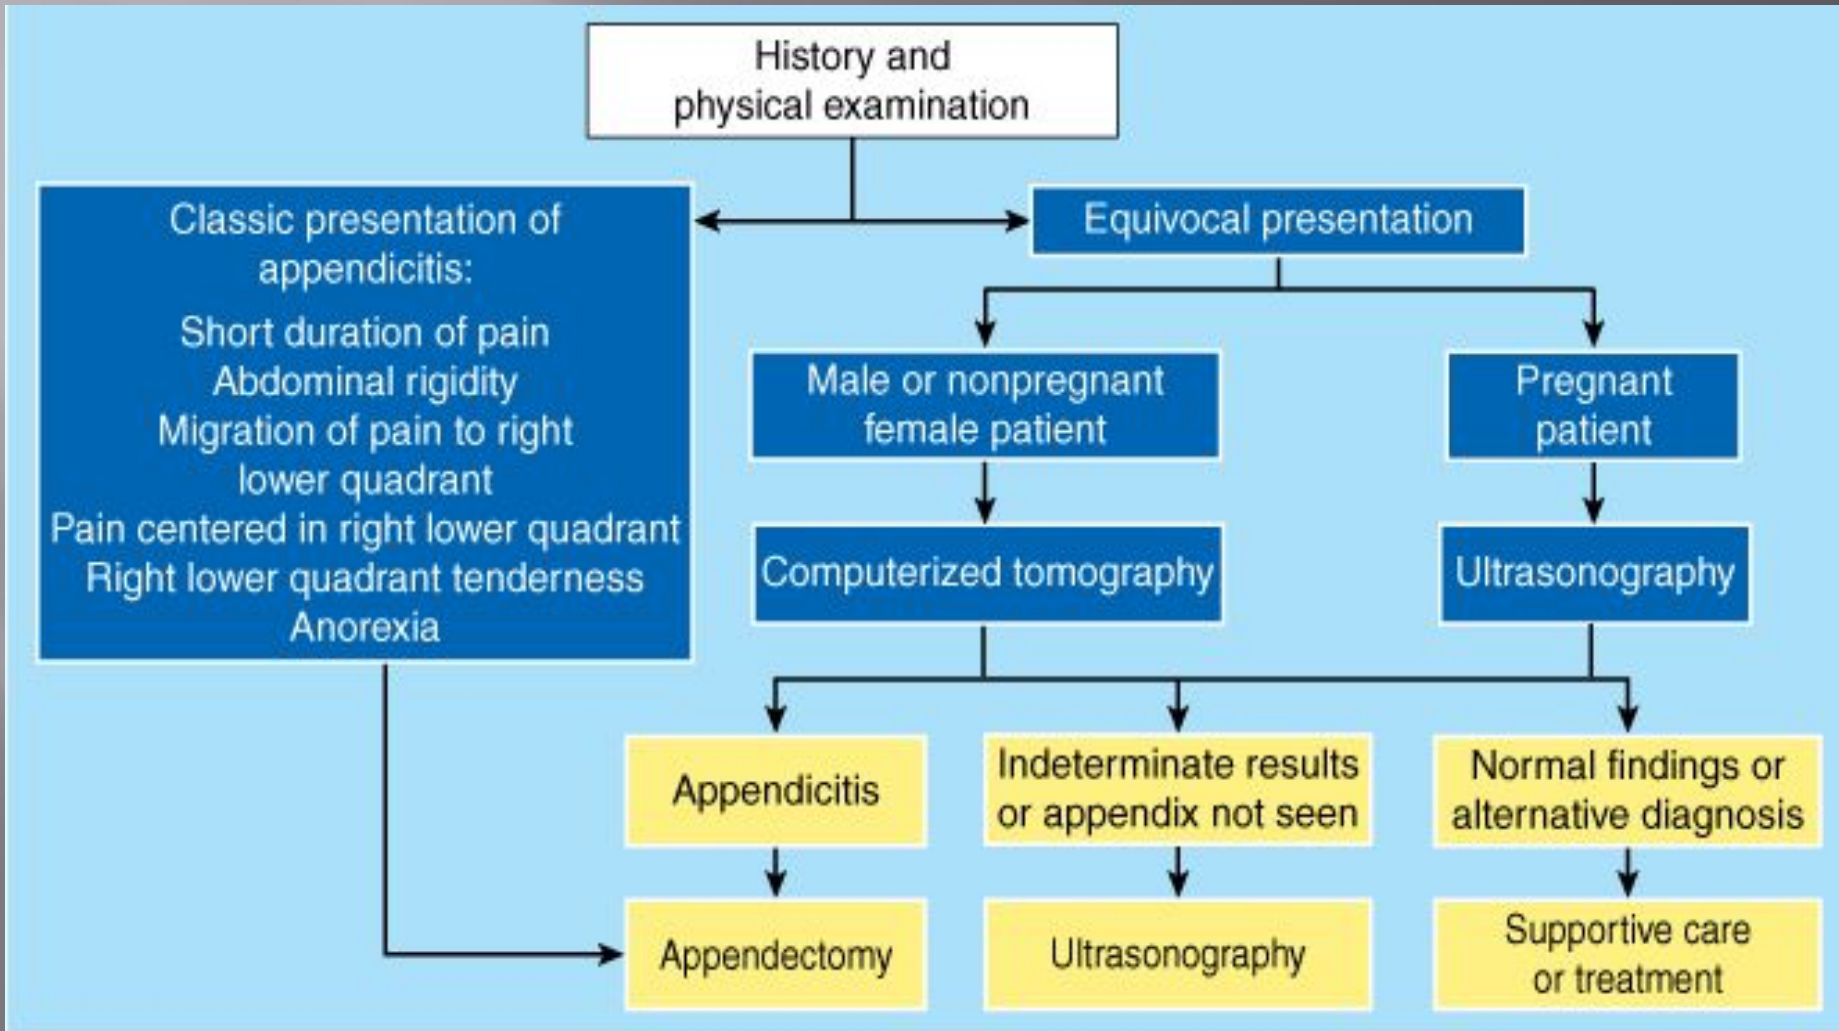 History and
physical examination
Classic presentation of
appendicitis:
Short duration of pain
Abdominal rigidity
Migration of pain to right
lower quadrant
Pain centered in right lower quadrant
Right lower quadrant tenderness
Anorexia
Equivocal presentation
Male or nonpregnant
female patient
Pregnant
patient
Computerized tomography
Ultrasonography
Appendicitis
Indeterminate results
or appendix not seen
Normal findings or
alternative diagnosis
Appendectomy
Ultrasonography
Supportive care
or treatment